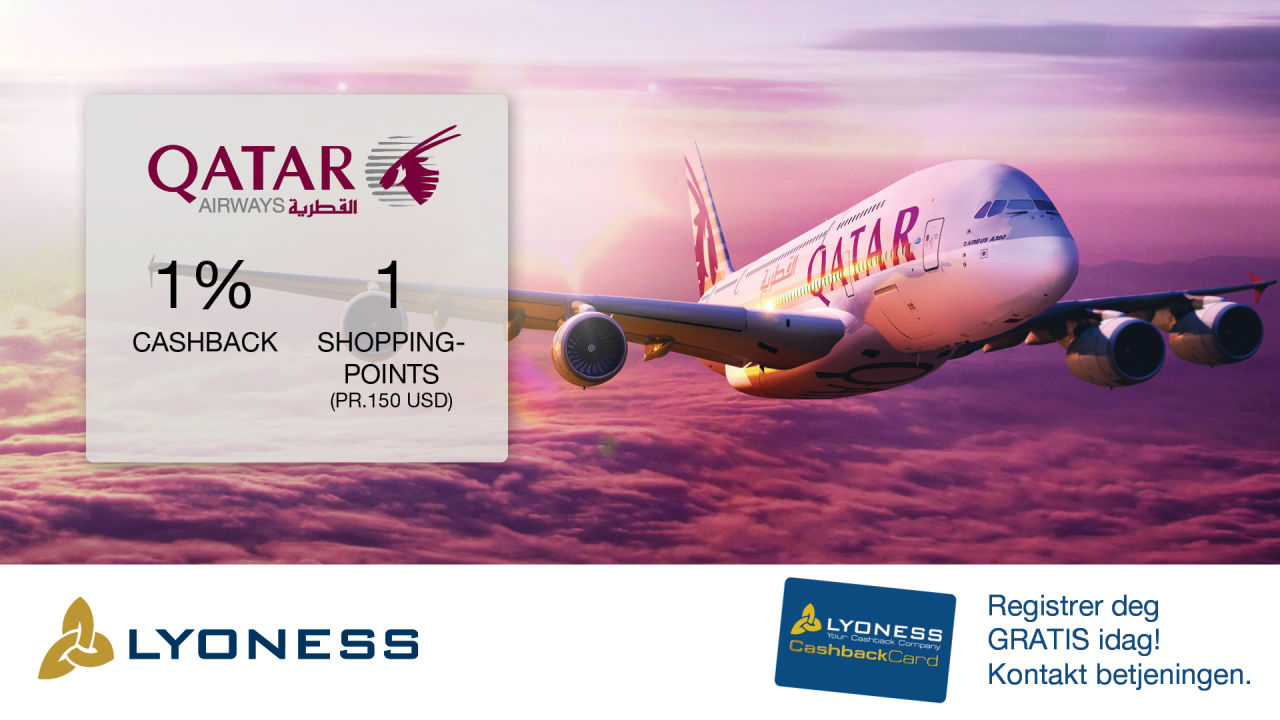 QATAR
AIRWAYS القطرية
1%
CASHBACK
1
SHOPPING-
POINTS
(PR.150 USD)
القطرية
QATAR
AIRBUS A380
LYONESS
LYONESS
Your Cashback Company
CashbackCard
Registrer deg
GRATIS idag!
Kontakt betjeningen.